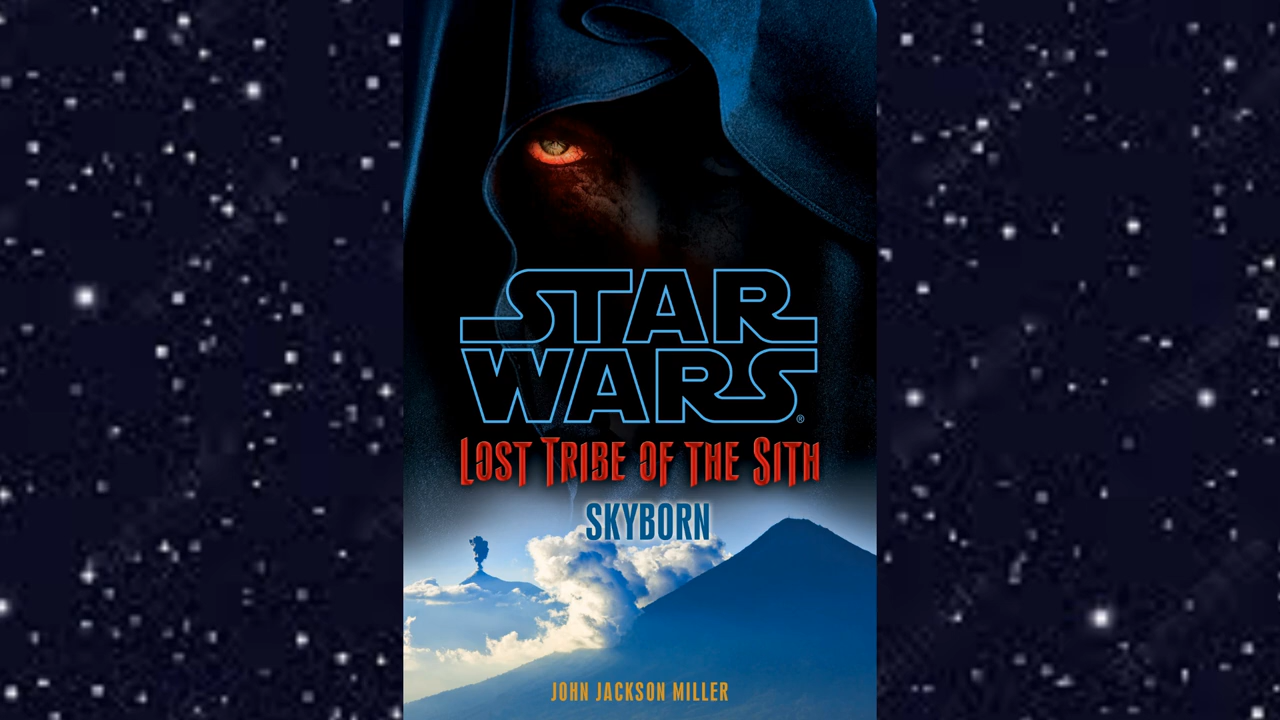 STAR
WARS®
LOST TRIBE OF THE SITH
SKYBORN
JOHN JACKSON MILLER